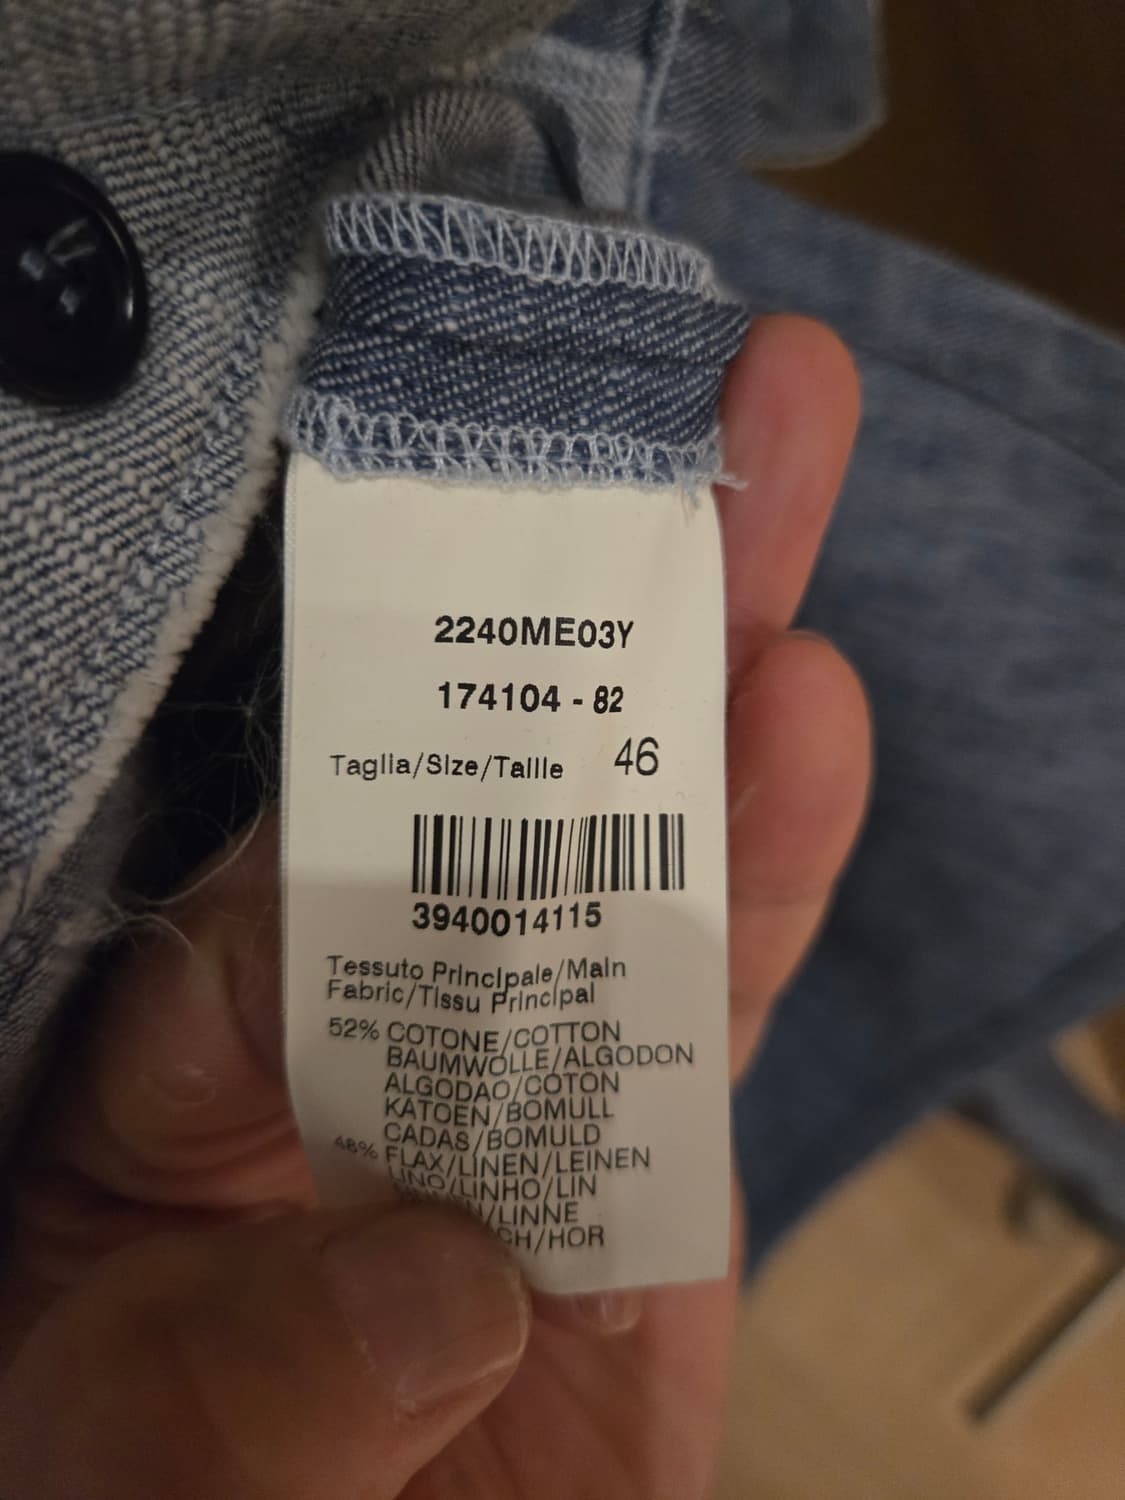 2240ME03Y
174104 - 82
Taglia/Size/Taille 46
3940014115
Tessuto Principale/Main
Fabric/Tissu Principal
52% COTONE/COTTON
BAUMWOLLE/ALGODON
ALGODAO/COTON
KATOEN/BOMULL
CADAS/BOMULD
48% FLAX/LINEN/LEINEN
LINO/LINHO/LIN
/LINNE
/HOR